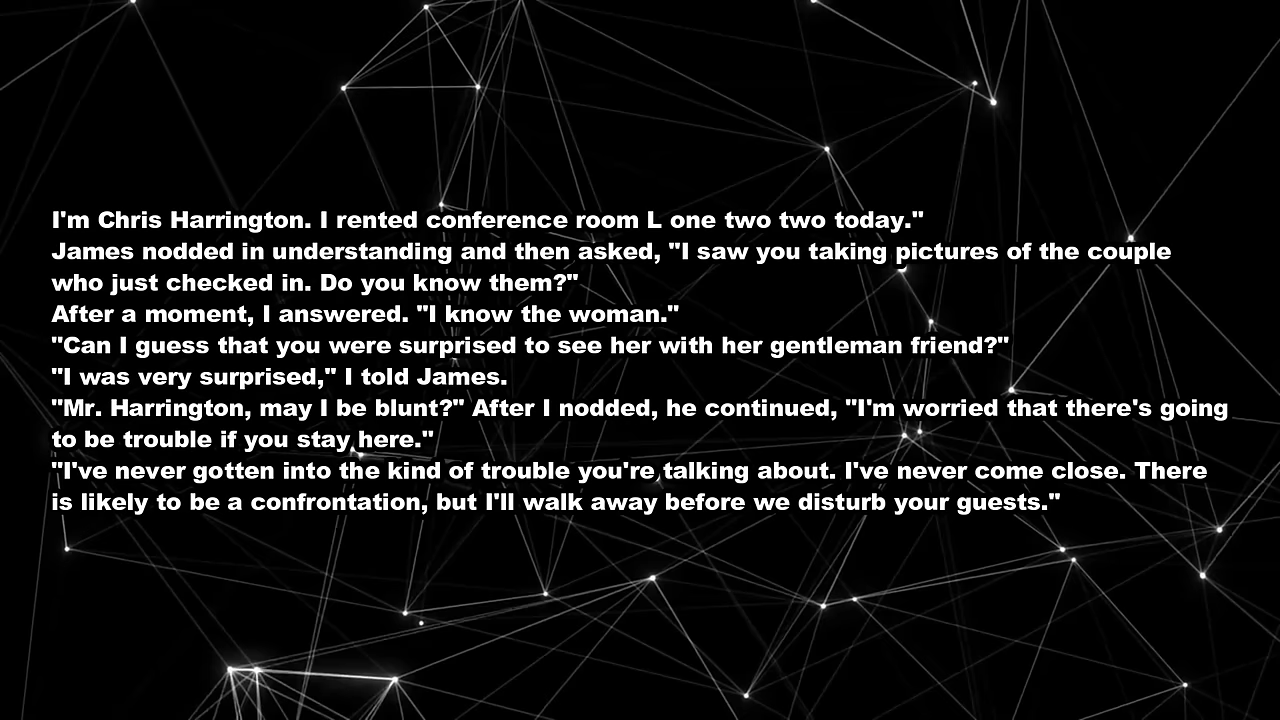 I'm Chris Harrington. I rented conference room L one two two today."
James nodded in understanding and then asked, "I saw you taking pictures of the couple
who just checked in. Do you know them?"
After a moment, I answered. "I know the woman."
"Can I guess that you were surprised to see her with her gentleman friend?"
"I was very surprised," I told James.
"Mr. Harrington, may I be blunt?" After I nodded, he continued, "I'm worried that there's going
to be trouble if you stay here."
"I've never gotten into the kind of trouble you're talking about. I've never come close. There
is likely to be a confrontation, but I'll walk away before we disturb your guests."